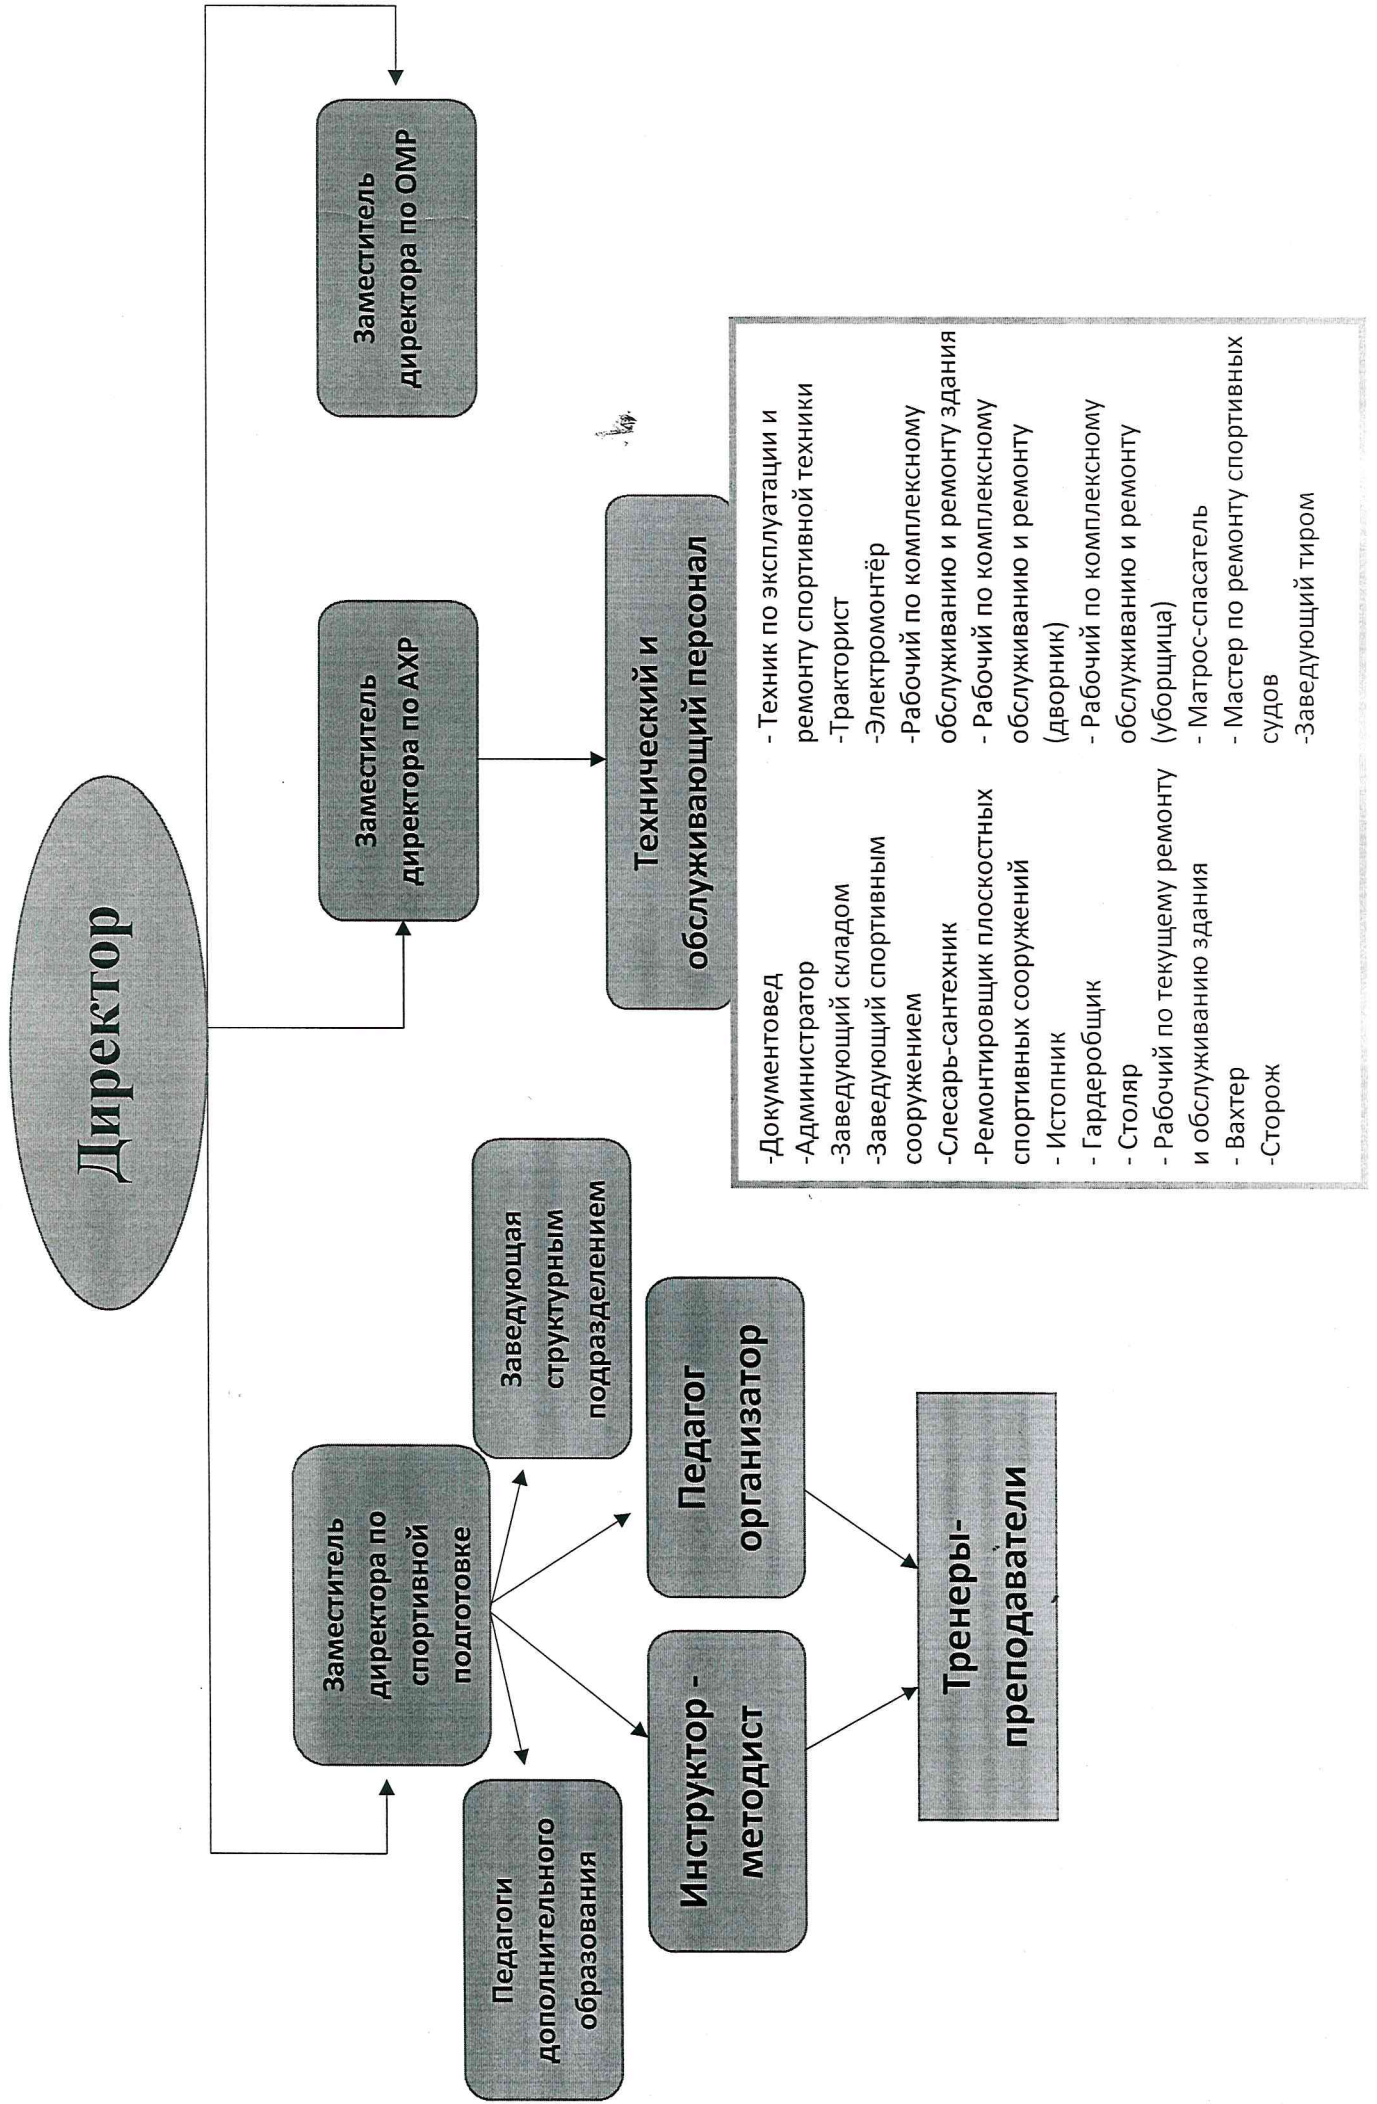 Директор
Заместитель
директора по
спортивной
подготовке
Заместитель
директора по АХР
Заместитель
директора по ОМР
Педагоги
дополнительного
образования
Заведующая
структурным
подразделением
Инструктор -
методист
Педагог
организатор
Тренеры-
преподаватели
Технический и
обслуживающий персонал
-Документовед
-Администратор
-Заведующий складом
-Заведующий спортивным
сооружением
-Слесарь-сантехник
-Ремонтировщик плоскостных
спортивных сооружений
- Истопник
- Гардеробщик
- Столяр
- Рабочий по текущему ремонту
и обслуживанию здания
- Вахтер
-Сторож
- Техник по эксплуатации и
ремонту спортивной техники
-Тракторист
-Электромонтёр
-Рабочий по комплексному
обслуживанию и ремонту здания
- Рабочий по комплексному
обслуживанию и ремонту
(дворник)
- Рабочий по комплексному
обслуживанию и ремонту
(уборщица)
- Матрос-спасатель
- Мастер по ремонту спортивных
судов
-Заведующий тиром